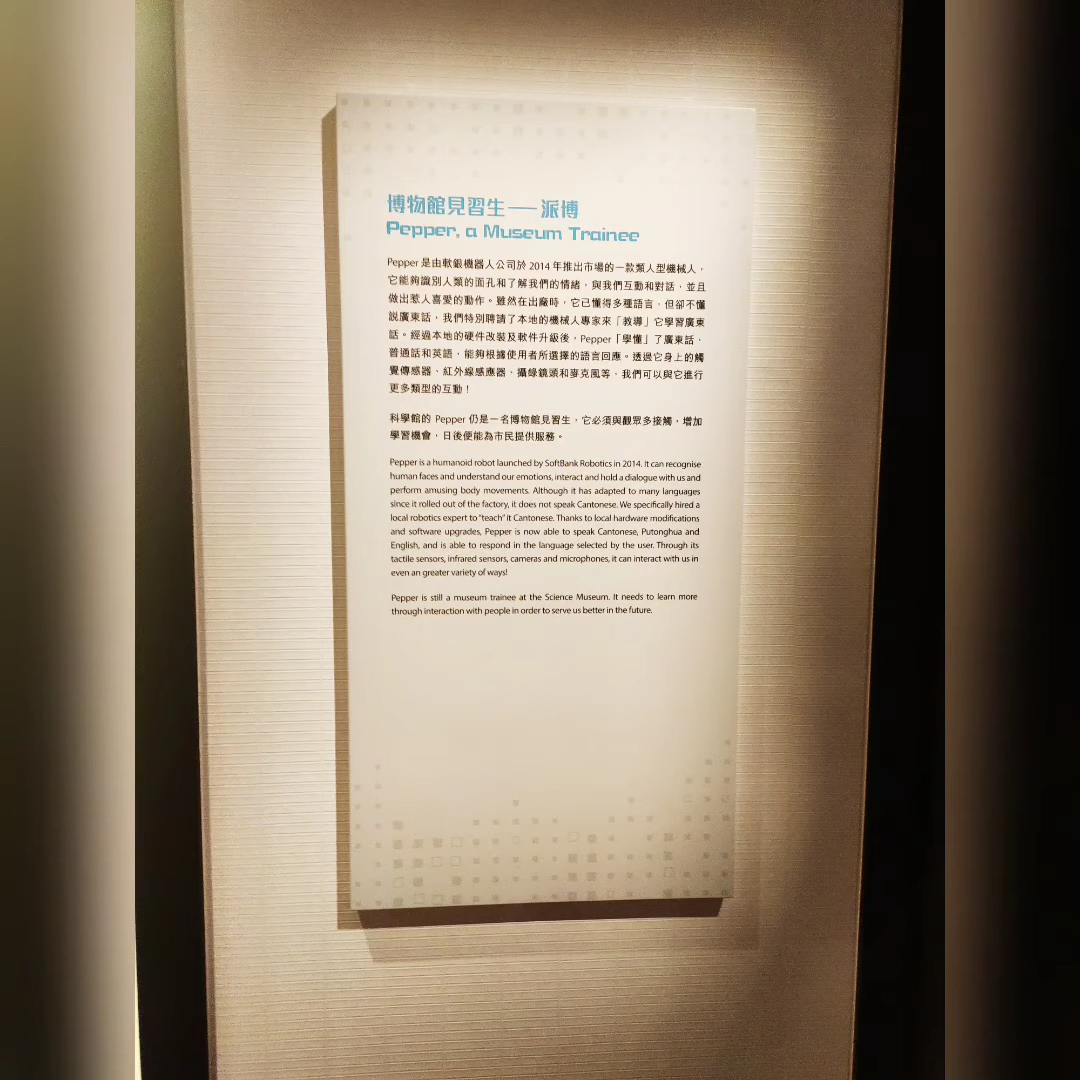 博物館見習生 —— 派博
Pepper, a Museum Trainee
Pepper 是由軟銀機器人公司於 2014 年推出市場的一款類人型機械人，
它能夠識別人類的面孔和了解我們的情緒，與我們互動和對話，並且
做出惹人喜愛的動作。雖然在出廠時，它已懂得多種語言，但卻不懂
説廣東話，我們特別聘請了本地的機械人專家來「教導」它學習廣東
話。經過本地的硬件改裝及軟件升級後，Pepper「學懂」了廣東話、
普通話和英語，能夠根據使用者所選擇的語言回應。透過它身上的觸
覺傳感器、紅外線感應器、攝錄鏡頭和麥克風等，我們可以與它進行
更多類型的互動！
科學館的 Pepper 仍是一名博物館見習生，它必須與觀眾多接觸，增加
學習機會，日後便能為市民提供服務。
Pepper is a humanoid robot launched by SoftBank Robotics in 2014. It can recognise
human faces and understand our emotions, interact and hold a dialogue with us and
perform amusing body movements. Although it has adapted to many languages
since it rolled out of the factory, it does not speak Cantonese. We specifically hired a
local robotics expert to “teach” it Cantonese. Thanks to local hardware modifications
and software upgrades, Pepper is now able to speak Cantonese, Putonghua and
English, and is able to respond in the language selected by the user. Through its
tactile sensors, infrared sensors, cameras and microphones, it can interact with us in
even an greater variety of ways!
Pepper is still a museum trainee at the Science Museum. It needs to learn more
through interaction with people in order to serve us better in the future.